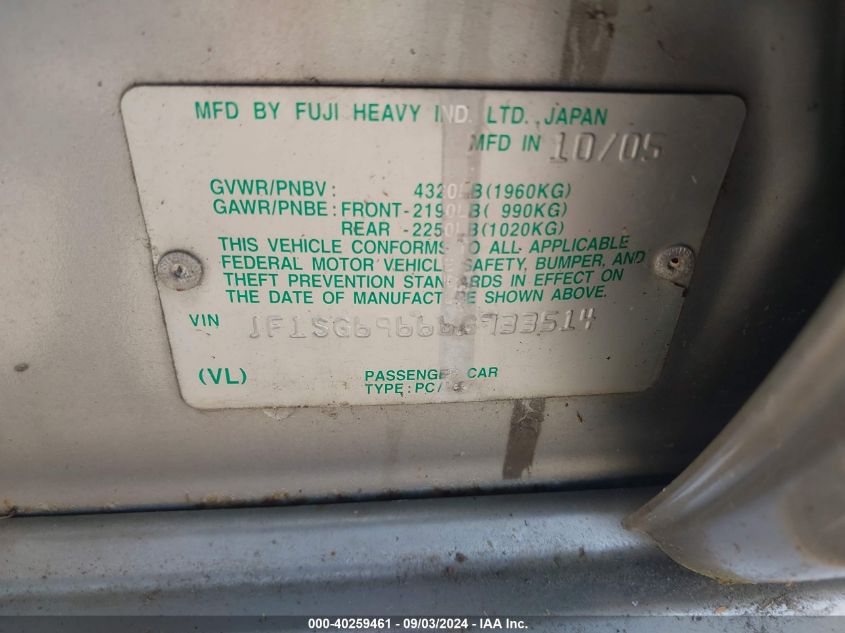 MFD BY FUJI HEAVY IND. LTD., JAPAN
MFD IN 10/05
GVWR/PNBV: 4320LB(1960KG)
GAWR/PNBE: FRONT-2190LB( 990KG)
REAR -2250LB(1020KG)
THIS VEHICLE CONFORMS TO ALL APPLICABLE
FEDERAL MOTOR VEHICLE SAFETY, BUMPER, AND
THEFT PREVENTION STANDARDS IN EFFECT ON
THE DATE OF MANUFACTURE SHOWN ABOVE.
VIN JF1SG69666G733514
(VL) PASSENGER CAR
TYPE:PC/
000-40259461 - 09/03/2024 - IAA Inc.